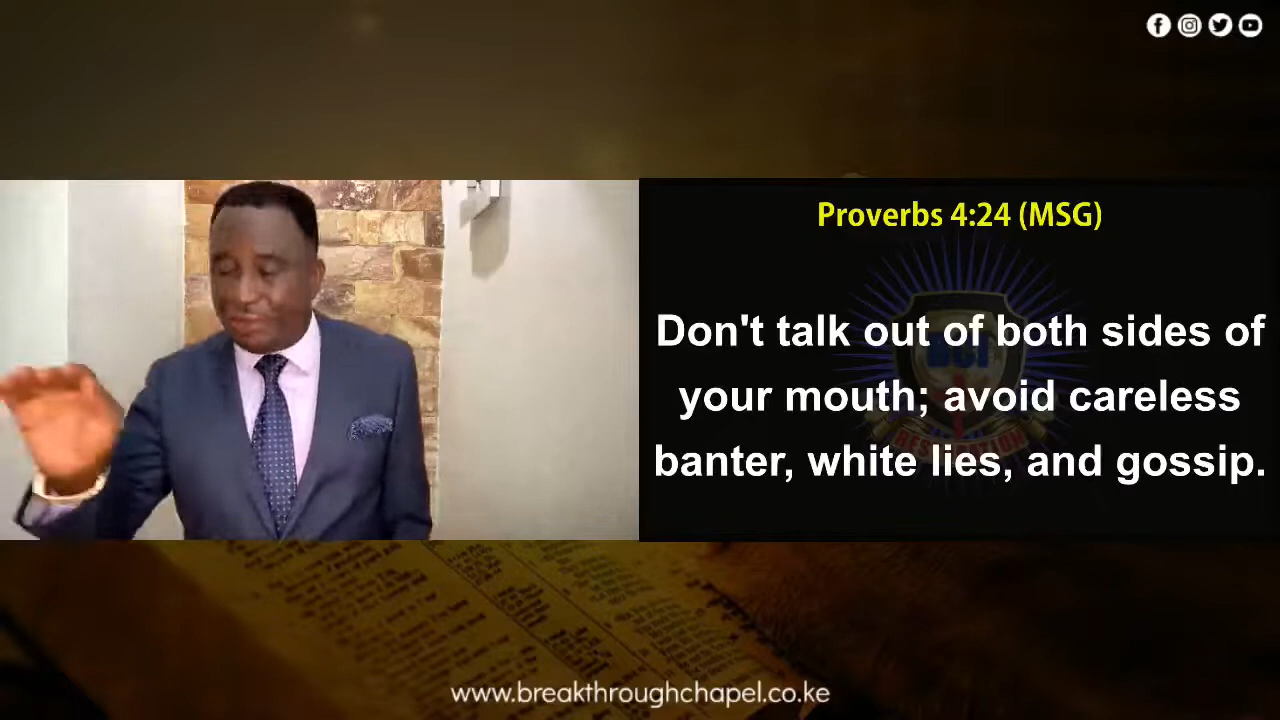 Proverbs 4:24 (MSG)
Don't talk out of both sides of
your mouth; avoid careless
banter, white lies, and gossip.
RESTORATION
www.breakthroughchapel.co.ke